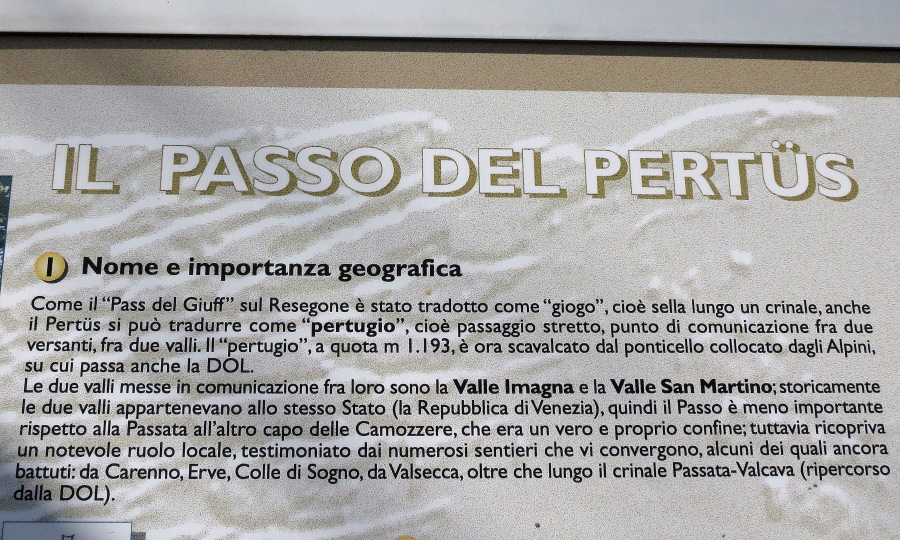 IL PASSO DEL PERTÜS
1 Nome e importanza geografica
Come il “Pass del Giuff” sul Resegone è stato tradotto come “giogo”, cioè sella lungo un crinale, anche
il Pertüs si può tradurre come “pertugio”, cioè passaggio stretto, punto di comunicazione fra due
versanti, fra due valli. Il “pertugio”, a quota m 1.193, è ora scavalcato dal ponticello collocato dagli Alpini,
su cui passa anche la DOL.
Le due valli messe in comunicazione fra loro sono la Valle Imagna e la Valle San Martino; storicamente
le due valli appartenevano allo stesso Stato (la Repubblica di Venezia), quindi il Passo è meno importante
rispetto alla Passata all’altro capo delle Camozzere, che era un vero e proprio confine; tuttavia ricopriva
un notevole ruolo locale, testimoniato dai numerosi sentieri che vi convergono, alcuni dei quali ancora
battuti: da Carenno, Erve, Colle di Sogno, da Valsecca, oltre che lungo il crinale Passata-Valcava (ripercorso
dalla DOL).